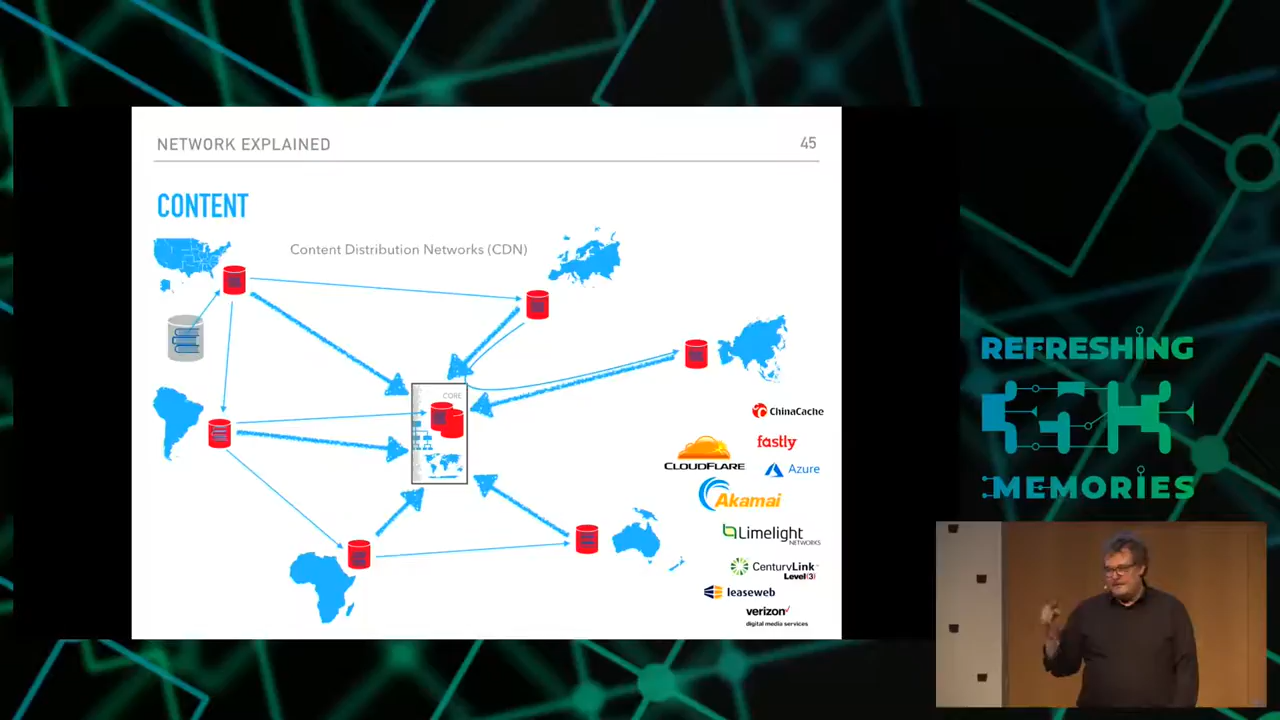 NETWORK EXPLAINED
45
CONTENT
Content Distribution Networks (CDN)
CORE
ChinaCache
fastly
CLOUDFLARE
Azure
Akamai
Limelight
NETWORKS
CenturyLink
Level(3)
leaseweb
verizon
digital media services
REFRESHING
MEMORIES